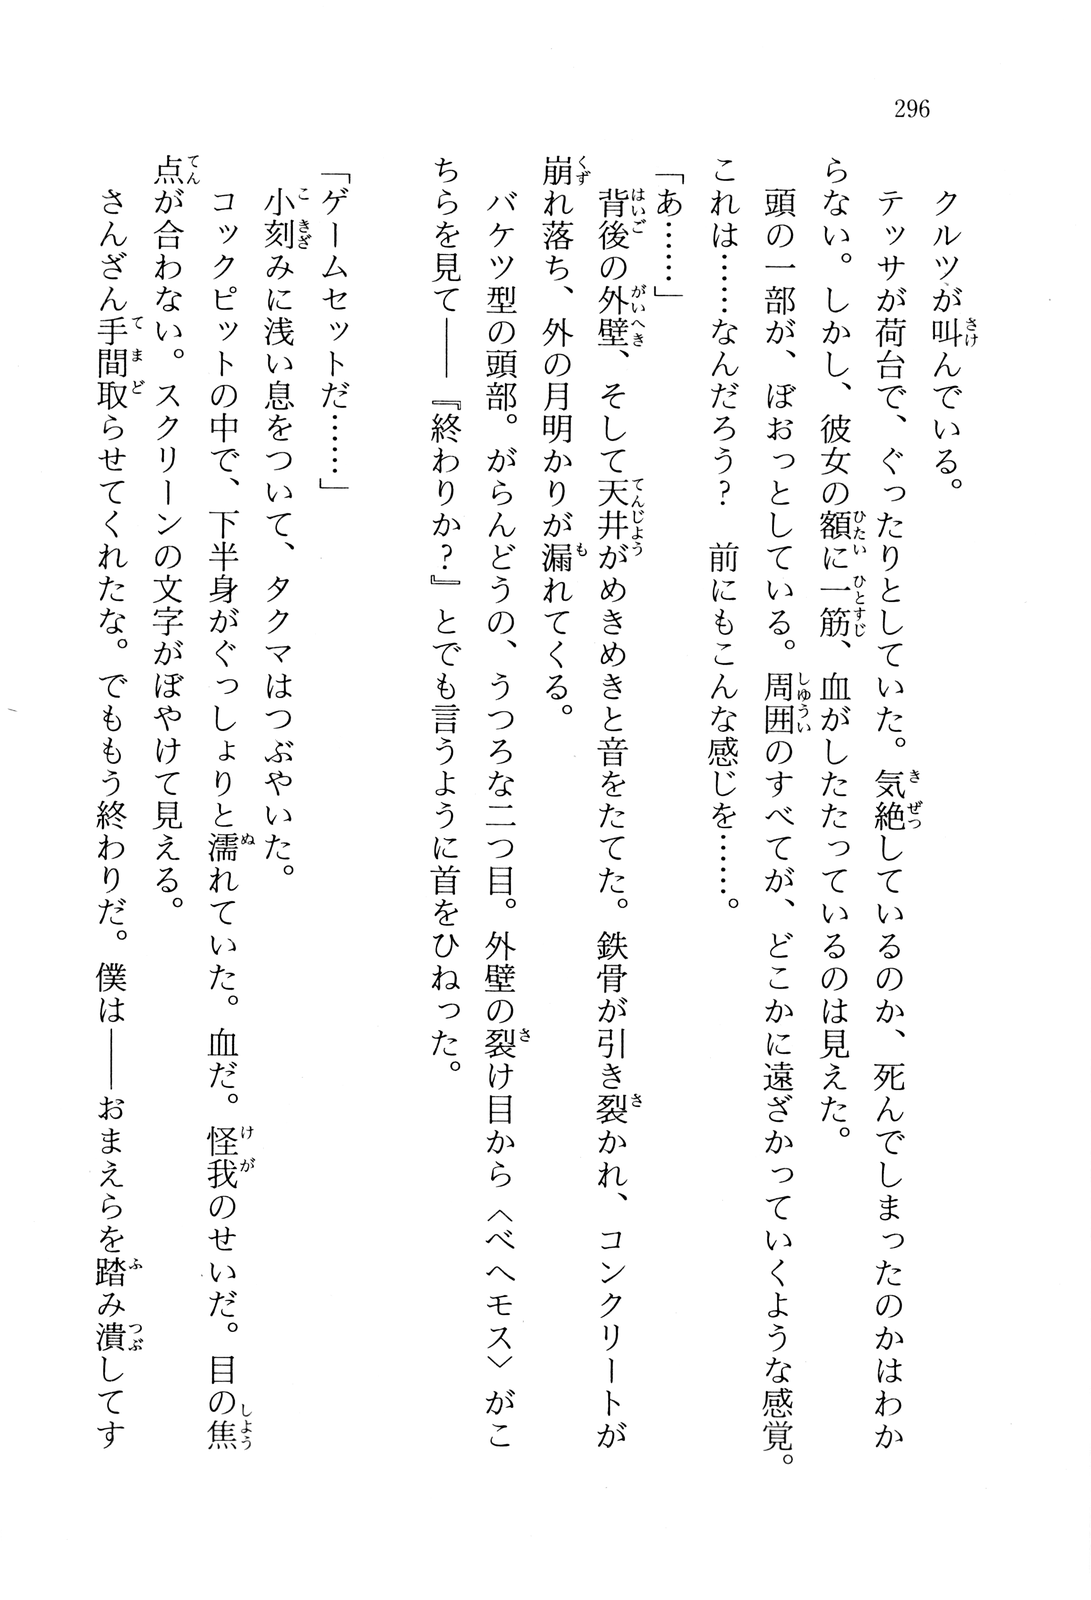 296
クルツが叫んでいる。
テッサが荷台で、ぐったりとしていた。気絶しているのか、死んでしまったのかはわか
らない。しかし、彼女の額に一筋、血がしたたっているのは見えた。
頭の一部が、ぼおっとしている。周囲のすべてが、どこかに遠ざかっていくような感覚。
これは……なんだろう？　前にもこんな感じを……。
「あ……」
背後の外壁、そして天井がめきめきと音をたてた。鉄骨が引き裂かれ、コンクリートが
崩れ落ち、外の月明かりが漏れてくる。
バケツ型の頭部。がらんどうの、うつろな二つ目。外壁の裂け目から〈ベヘモス〉がこ
ちらを見て――『終わりか？』とでも言うように首をひねった。
「ゲームセットだ……」
小刻みに浅い息をついて、タクマはつぶやいた。
コックピットの中で、下半身がぐっしょりと濡れていた。血だ。怪我のせいだ。目の焦
点が合わない。スクリーンの文字がぼやけて見える。
さんざん手間取らせてくれたな。でももう終わりだ。僕は――おまえらを踏み潰してす